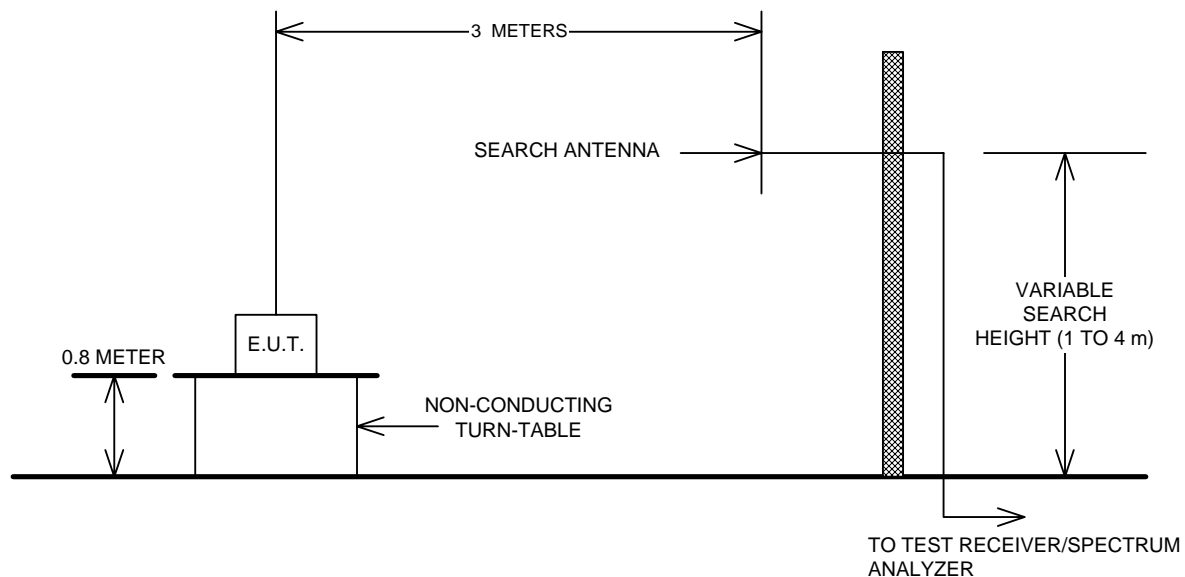 3 METERS
SEARCH ANTENNA
VARIABLE
SEARCH
HEIGHT (1 TO 4 m)
0.8 METER
E.U.T.
NON-CONDUCTING
TURN-TABLE
TO TEST RECEIVER/SPECTRUM
ANALYZER